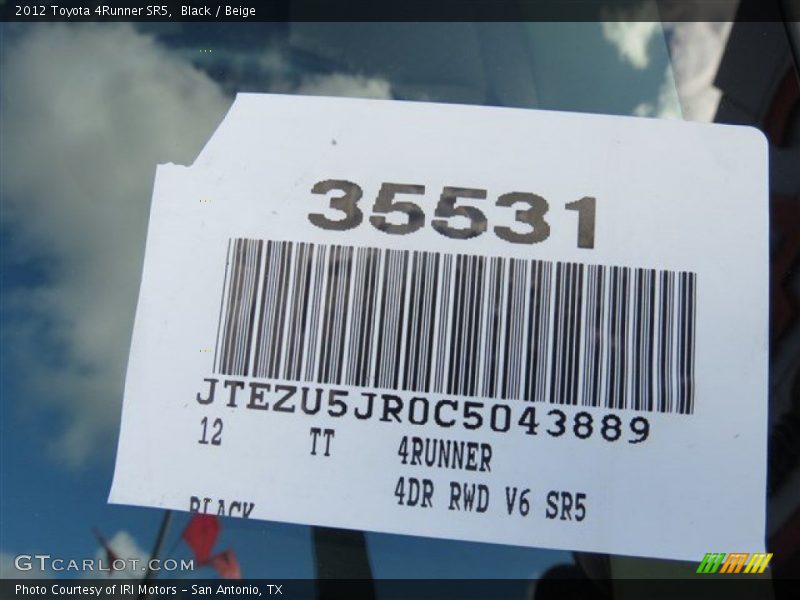 2012 Toyota 4Runner SR5, Black / Beige
35531
JTEZU5JR0C5043889
12 TT 4RUNNER
4DR RWD V6 SR5
BLACK
GTCARLOT.COM
Photo Courtesy of IRI Motors - San Antonio, TX